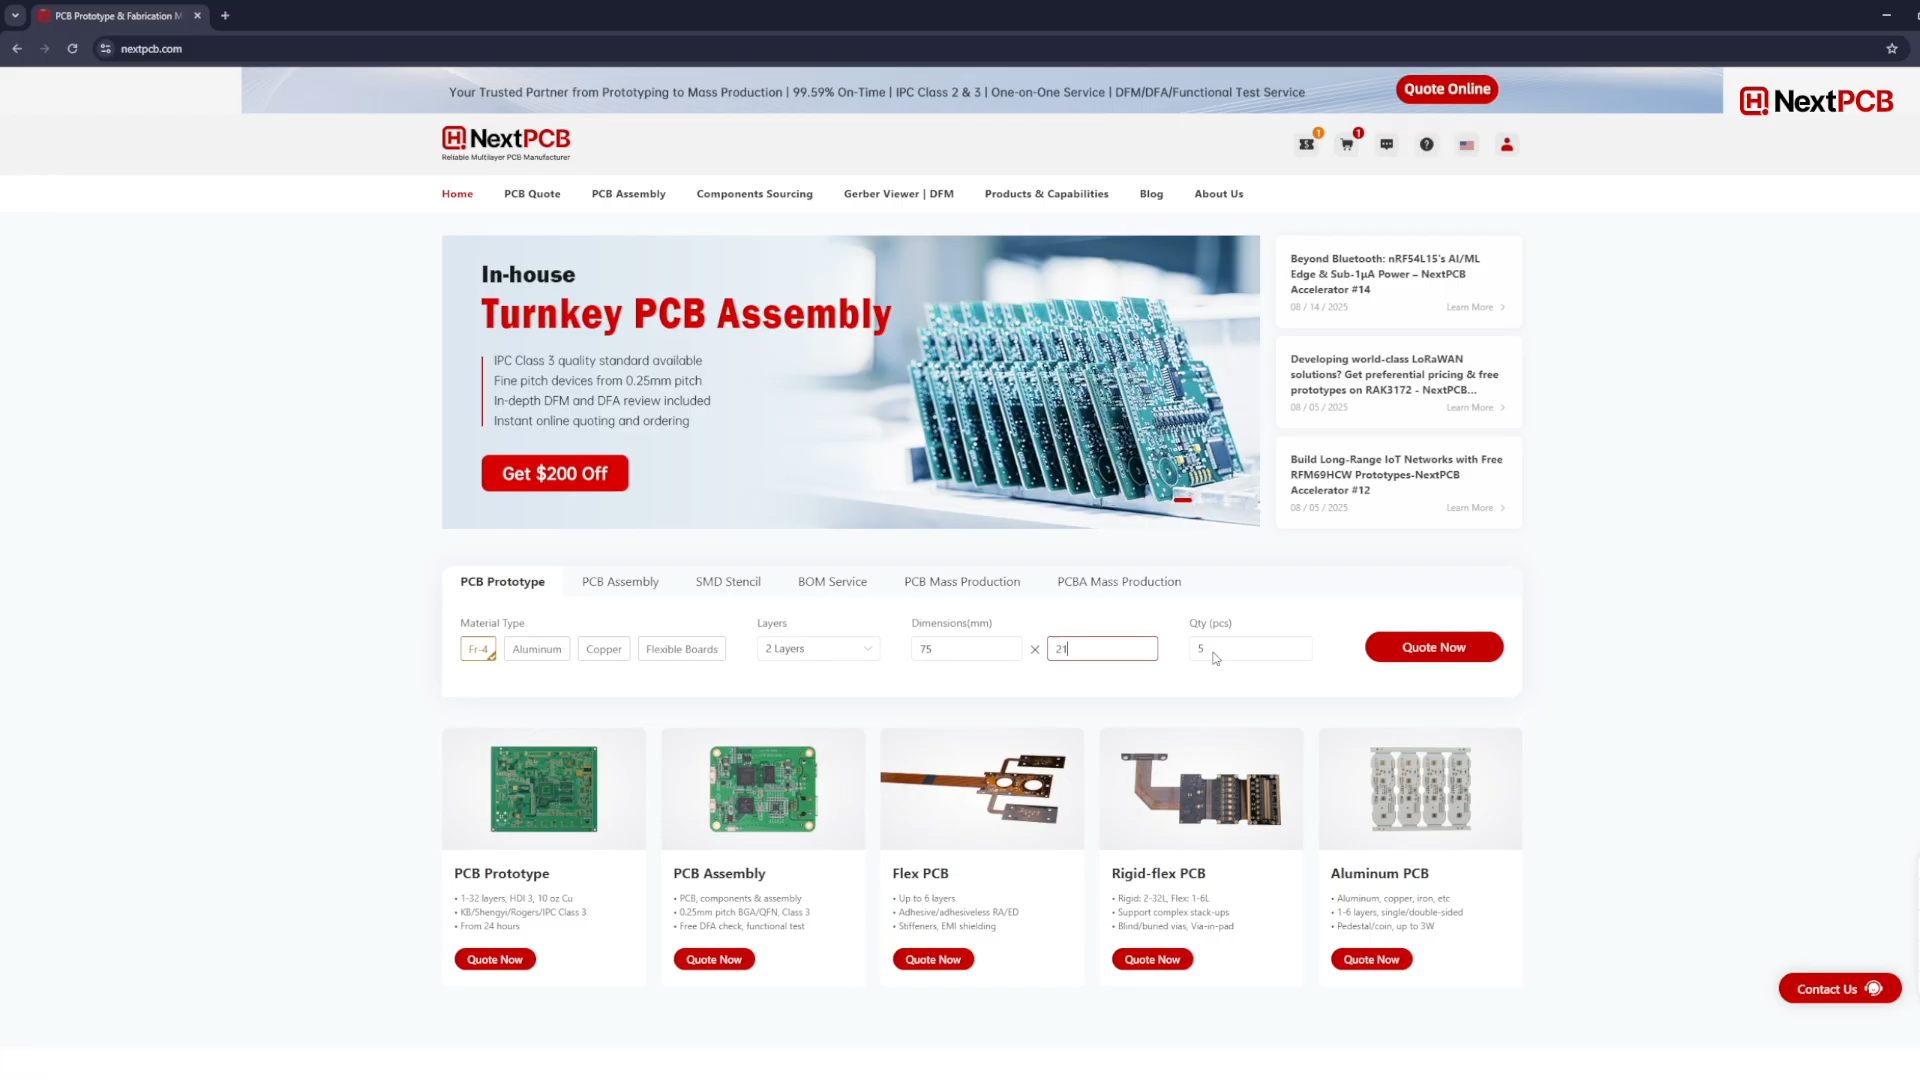 PCB Prototype & Fabrication M
nextpcb.com
Your Trusted Partner from Prototyping to Mass Production | 99.59% On-Time | IPC Class 2 & 3 | One-on-One Service | DFM/DFA/Functional Test Service
Quote Online
NextPCB
NextPCB
Reliable Multilayer PCB Manufacturer
1
1
Home
PCB Quote
PCB Assembly
Components Sourcing
Gerber Viewer | DFM
Products & Capabilities
Blog
About Us
In-house
Turnkey PCB Assembly
IPC Class 3 quality standard available
Fine pitch devices from 0.25mm pitch
In-depth DFM and DFA review included
Instant online quoting and ordering
Get $200 Off
Beyond Bluetooth: nRF54L15's AI/ML
Edge & Sub-1μA Power – NextPCB
Accelerator #14
08 / 14 / 2025
Learn More
Developing world-class LoRaWAN
solutions? Get preferential pricing & free
prototypes on RAK3172 - NextPCB...
08 / 05 / 2025
Learn More
Build Long-Range IoT Networks with Free
RFM69HCW Prototypes-NextPCB
Accelerator #12
08 / 05 / 2025
Learn More
PCB Prototype
PCB Assembly
SMD Stencil
BOM Service
PCB Mass Production
PCBA Mass Production
Material Type
Layers
Dimensions(mm)
Qty (pcs)
Fr-4
Aluminum
Copper
Flexible Boards
2 Layers
75
21
5
Quote Now
PCB Prototype
• 1-32 layers, HDI 3, 10 oz Cu
• KB/Shengyi/Rogers/IPC Class 3
• From 24 hours
Quote Now
PCB Assembly
• PCB, components & assembly
• 0.25mm pitch BGA/QFN, Class 3
• Free DFA check, functional test
Quote Now
Flex PCB
• Up to 6 layers
• Adhesive/adhesiveless RA/ED
• Stiffeners, EMI shielding
Quote Now
Rigid-flex PCB
• Rigid: 2-32L, Flex: 1-6L
• Support complex stack-ups
• Blind/buried vias, Via-in-pad
Quote Now
Aluminum PCB
• Aluminum, copper, iron, etc
• 1-6 layers, single/double-sided
• Pedestal/coin, up to 3W
Quote Now
Contact Us